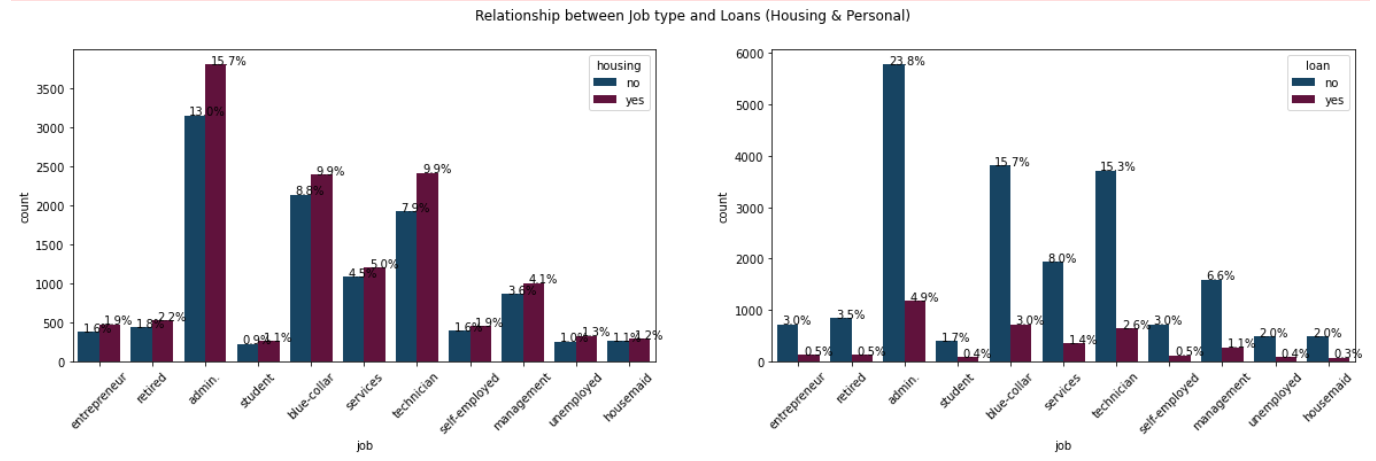 Relationship between Job type and Loans (Housing & Personal)
housing
no
yes
count
3500
3000
2500
2000
1500
1000
500
0
1.6%
1.9%
1.8%
2.2%
13.0%
15.7%
0.9%
1.1%
8.8%
9.9%
4.5%
5.0%
7.9%
9.9%
1.6%
1.9%
3.6%
4.1%
1.0%
1.3%
1.1%
1.2%
entrepreneur
retired
admin.
student
blue-collar
services
technician
self-employed
management
unemployed
housemaid
job
loan
no
yes
count
6000
5000
4000
3000
2000
1000
0
3.0%
0.5%
3.5%
0.5%
23.8%
4.9%
1.7%
0.4%
15.7%
3.0%
8.0%
1.4%
15.3%
2.6%
3.0%
0.5%
6.6%
1.1%
2.0%
0.4%
2.0%
0.3%
entrepreneur
retired
admin.
student
blue-collar
services
technician
self-employed
management
unemployed
housemaid
job